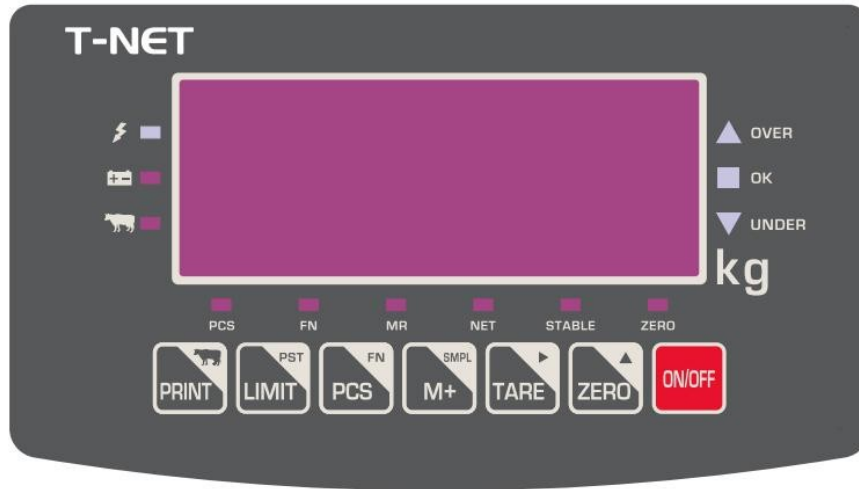 T-NET
OVER
+ -
OK
UNDER
kg
PCS FN MR NET STABLE ZERO
PRINT PST LIMIT FN PCS SMPL M+ TARE ZERO ON/OFF